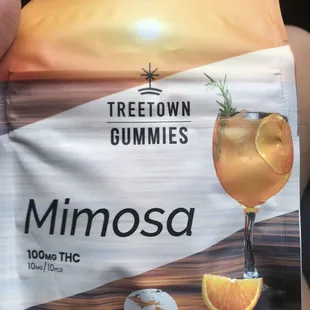 TREETOWN
GUMMIES
Mimosa
100MG THC
10MG/10PCS